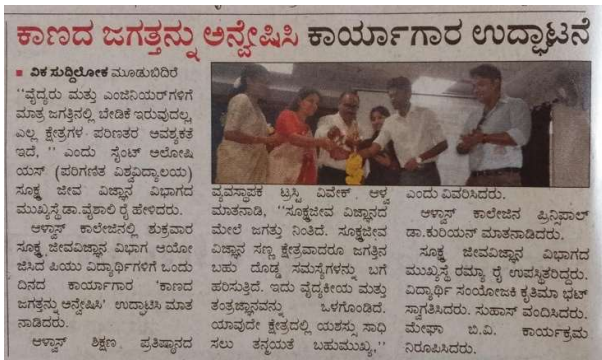 ಕಾಣದ ಜಗತ್ತನ್ನು ಅನ್ವೇಷಿಸಿ ಕಾರ್ಯಾಗಾರ ಉದ್ಘಾಟನೆ
■ ವಿಕ ಸುದ್ದಿಲೋಕ ಮೂಡುಬಿದಿರೆ
''ವೈದ್ಯರು ಮತ್ತು ಎಂಜಿನಿಯರ್‌ಗಳಿಗೆ
ಮಾತ್ರ ಜಗತ್ತಿನಲ್ಲಿ ಬೇಡಿಕೆ ಇರುವುದಲ್ಲ,
ಎಲ್ಲ ಕ್ಷೇತ್ರಗಳ ಪರಿಣತರ ಅವಶ್ಯಕತೆ
ಇದೆ,'' ಎಂದು ಸೈಂಟ್ ಅಲೋಷಿ
ಯಸ್ (ಪರಿಗಣಿತ ವಿಶ್ವವಿದ್ಯಾಲಯ)
ಸೂಕ್ಷ್ಮ ಜೀವ ವಿಜ್ಞಾನ ವಿಭಾಗದ
ಮುಖ್ಯಸ್ಥೆ ಡಾ.ವೈಶಾಲಿ ರೈ ಹೇಳಿದರು.
ಆಳ್ವಾಸ್ ಕಾಲೇಜಿನಲ್ಲಿ ಶುಕ್ರವಾರ
ಸೂಕ್ಷ್ಮ ಜೀವವಿಜ್ಞಾನ ವಿಭಾಗ ಆಯೋ
ಜಿಸಿದ ಪಿಯು ವಿದ್ಯಾರ್ಥಿಗಳಿಗೆ ಒಂದು
ದಿನದ ಕಾರ್ಯಾಗಾರ 'ಕಾಣದ
ಜಗತ್ತನ್ನು ಅನ್ವೇಷಿಸಿ' ಉದ್ಘಾಟಿಸಿ ಮಾತ
ನಾಡಿದರು.
ಆಳ್ವಾಸ್ ಶಿಕ್ಷಣ ಪ್ರತಿಷ್ಠಾನದ
ವ್ಯವಸ್ಥಾಪಕ ಟ್ರಸ್ಟಿ ವಿವೇಕ್ ಆಳ್ವ
ಮಾತನಾಡಿ, ''ಸೂಕ್ಷ್ಮಜೀವ ವಿಜ್ಞಾನದ
ಮೇಲೆ ಜಗತ್ತು ನಿಂತಿದೆ. ಸೂಕ್ಷ್ಮಜೀವ
ವಿಜ್ಞಾನ ಸಣ್ಣ ಕ್ಷೇತ್ರವಾದರೂ ಜಗತ್ತಿನ
ಬಹು ದೊಡ್ಡ ಸಮಸ್ಯೆಗಳನ್ನು ಬಗೆ
ಹರಿಸುತ್ತಿದೆ. ಇದು ವೈದ್ಯಕೀಯ ಮತ್ತು
ತಂತ್ರಜ್ಞಾನವನ್ನು ಒಳಗೊಂಡಿದೆ.
ಯಾವುದೇ ಕ್ಷೇತ್ರದಲ್ಲಿ ಯಶಸ್ಸು ಸಾಧಿ
ಸಲು ತನ್ಮಯತೆ ಬಹುಮುಖ್ಯ,''
ಎಂದು ವಿವರಿಸಿದರು.
ಆಳ್ವಾಸ್ ಕಾಲೇಜಿನ ಪ್ರಿನ್ಸಿಪಾಲ್
ಡಾ.ಕುರಿಯನ್ ಮಾತನಾಡಿದರು.
ಸೂಕ್ಷ್ಮ ಜೀವವಿಜ್ಞಾನ ವಿಭಾಗದ
ಮುಖ್ಯಸ್ಥೆ ರಮ್ಯಾ ರೈ ಉಪಸ್ಥಿತರಿದ್ದರು.
ವಿದ್ಯಾರ್ಥಿ ಸಂಯೋಜಕಿ ಕೃತಿಮಾ ಭಟ್
ಸ್ವಾಗತಿಸಿದರು. ಸುಹಾಸ್ ವಂದಿಸಿದರು.
ಮೇಘಾ ಬಿ.ವಿ. ಕಾರ್ಯಕ್ರಮ
ನಿರೂಪಿಸಿದರು.